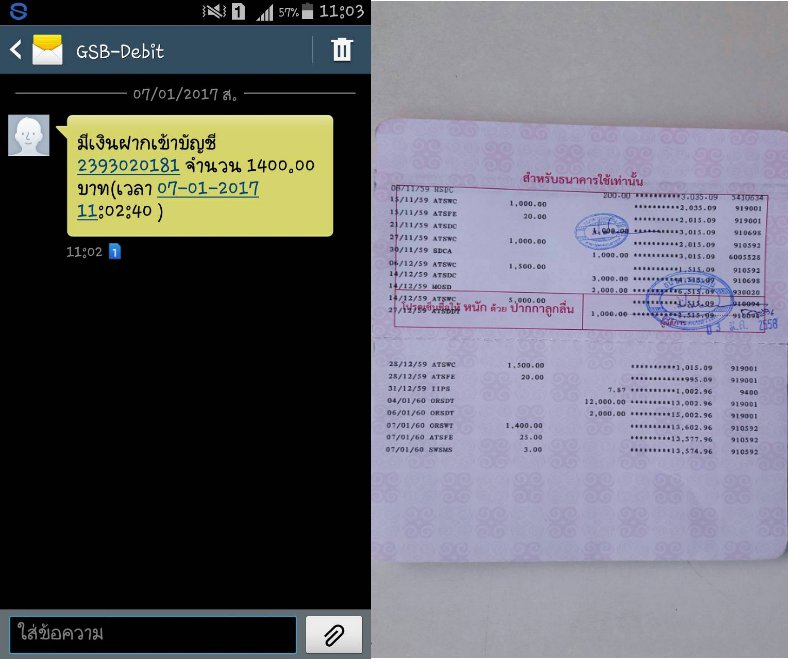 57% 11:03
GSB-Debit
07/01/2017 ส.
มีเงินฝากเข้าบัญชี
2393020181 จำนวน 1400.00
บาท(เวลา 07-01-2017
11:02:40 )
11:02 1
ใส่ข้อความ
สำหรับธนาคารใช้เท่านั้น
08/11/59 RSDC 200.00 **********3,035.09 5410634
15/11/59 ATSWC 1,000.00 **********2,035.09 919001
15/11/59 ATSFE 20.00 **********2,015.09 919001
21/11/59 ATSDC 1,000.00 **********3,015.09 910698
27/11/59 ATSWC 1,000.00 **********2,015.09 910592
30/11/59 SDCA 1,000.00 **********3,015.09 6005528
06/12/59 ATSWC 1,500.00 **********1,515.09 910592
14/12/59 ATSDC 3,000.00 **********4,515.09 910698
14/12/59 MOSD 2,000.00 **********6,515.09 930020
14/12/59 ATSWC 5,000.00 **********1,515.09 910094
27/12/59 ATSDDT 1,000.00 **********2,515.09
โปรดเซ็นชื่อให้ หนัก ด้วย ปากกาลูกลื่น
03 ม.ค. 2558
28/12/59 ATSWC 1,500.00 **********1,015.09 919001
28/12/59 ATSFE 20.00 **********995.09 919001
31/12/59 IIPS 7.87 **********1,002.96 9400
04/01/60 ORSDT 12,000.00 **********13,002.96 919001
06/01/60 ORSDT 2,000.00 **********15,002.96 919001
07/01/60 ORSWT 1,400.00 **********13,602.96 910592
07/01/60 ATSFE 25.00 **********13,577.96 910592
07/01/60 SWSMS 3.00 **********13,574.96 910592